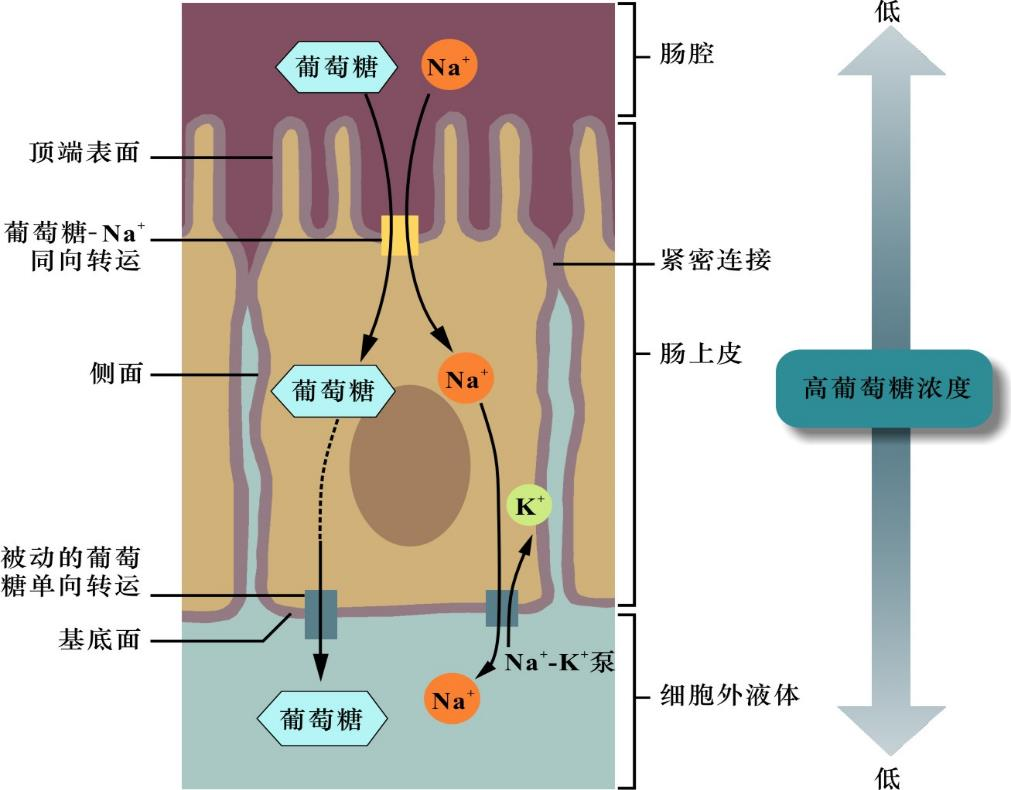 低
肠腔
葡萄糖
Na⁺
顶端表面
葡萄糖-Na⁺
同向转运
紧密连接
肠上皮
侧面
葡萄糖
Na⁺
高葡萄糖浓度
K⁺
被动的葡萄
糖单向转运
基底面
Na⁺-K⁺泵
细胞外液体
Na⁺
葡萄糖
低